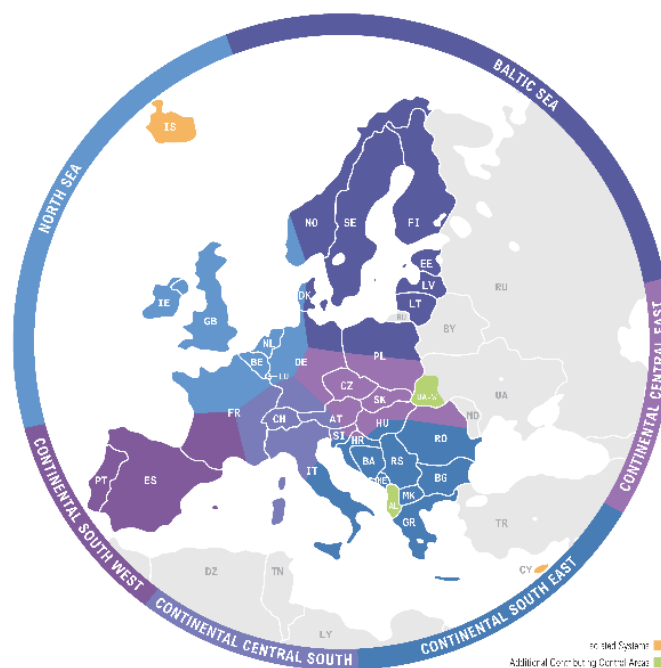 BALTIC SEA
NORTH SEA
IS
NO
SE
FI
EE
LV
LT
RU
RU
DK
IE
GB
BY
NL
BE
LU
DE
PL
CZ
UA-W
UA
SK
MD
FR
CH
AT
HU
SI
HR
RO
IT
BA
RS
ME
BG
MK
AL
GR
PT
ES
TR
CY
DZ
TN
LY
CONTINENTAL CENTRAL EAST
CONTINENTAL SOUTH WEST
CONTINENTAL CENTRAL SOUTH
CONTINENTAL SOUTH EAST
Isolated Systems
Additional Contributing Control Areas